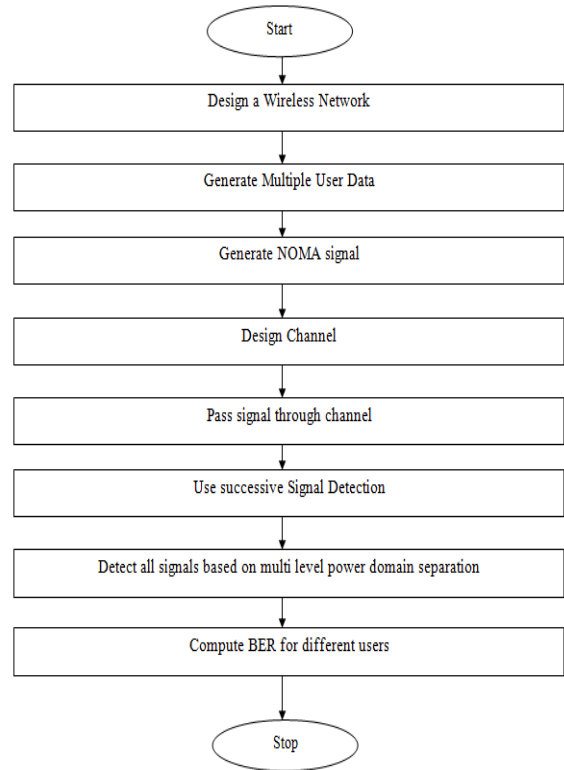 Start
Design a Wireless Network
Generate Multiple User Data
Generate NOMA signal
Design Channel
Pass signal through channel
Use successive Signal Detection
Detect all signals based on multi level power domain separation
Compute BER for different users
Stop